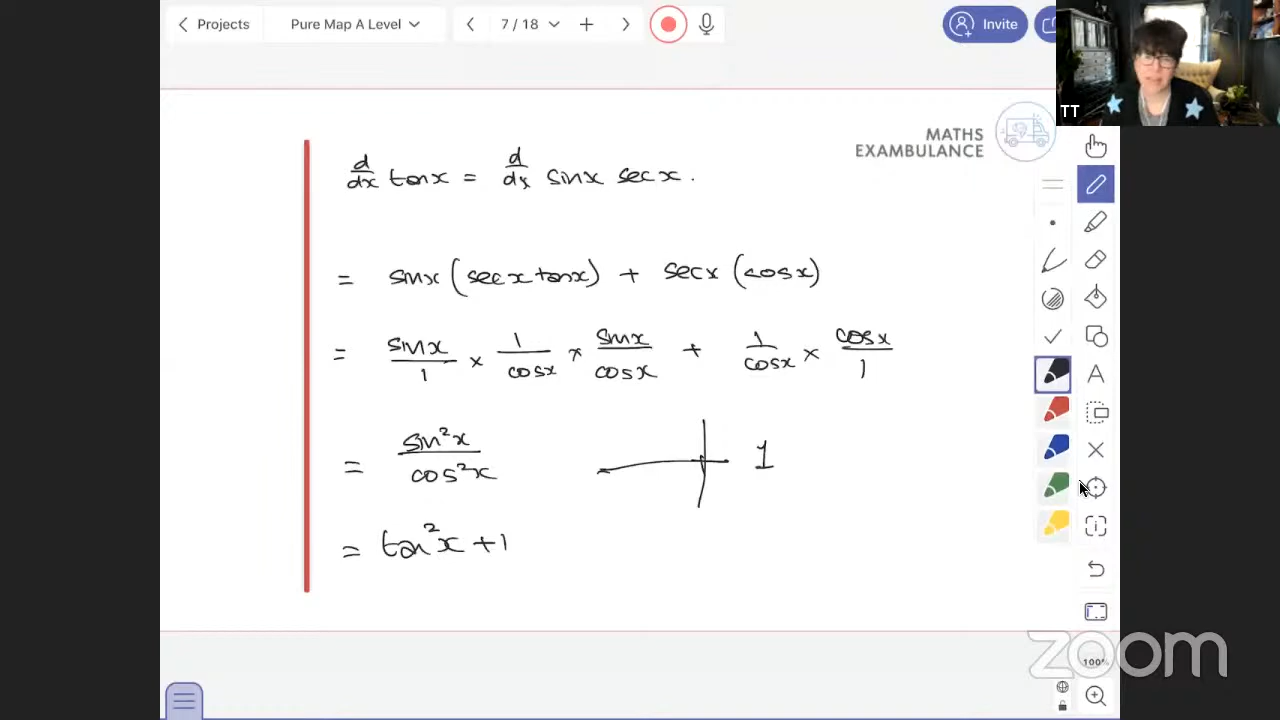 Projects Pure Map A Level 7 / 18 Invite
TT
MATHS
EXAMBULANCE
d/dx tanx = d/dx sinx secx.
= sinx (secx tanx) + secx (cosx)
= sinx/1 × 1/cosx × sinx/cosx + 1/cosx × cosx/1
= sin²x/cos²x + 1
= tan²x + 1
A
zoom
100%